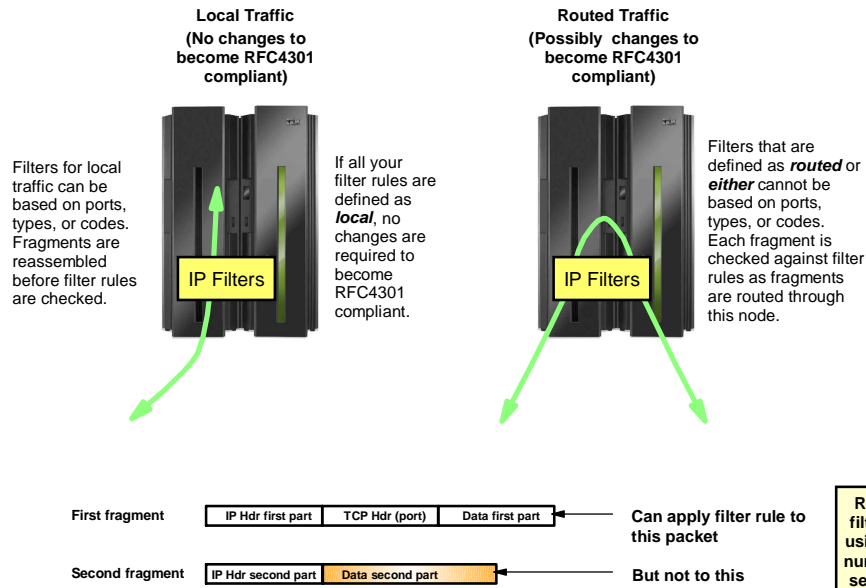 Local Traffic
(No changes to
become RFC4301
compliant)
Routed Traffic
(Possibly changes to
become RFC4301
compliant)
Filters for local
traffic can be
based on ports,
types, or codes.
Fragments are
reassembled
before filter rules
are checked.
IP Filters
If all your
filter rules are
defined as
local, no
changes are
required to
become
RFC4301
compliant.
IP Filters
Filters that are
defined as routed or
either cannot be
based on ports,
types, or codes.
Each fragment is
checked against filter
rules as fragments
are routed through
this node.
First fragment
IP Hdr first part
TCP Hdr (port)
Data first part
Can apply filter rule to
this packet
Second fragment
IP Hdr second part
Data second part
But not to this